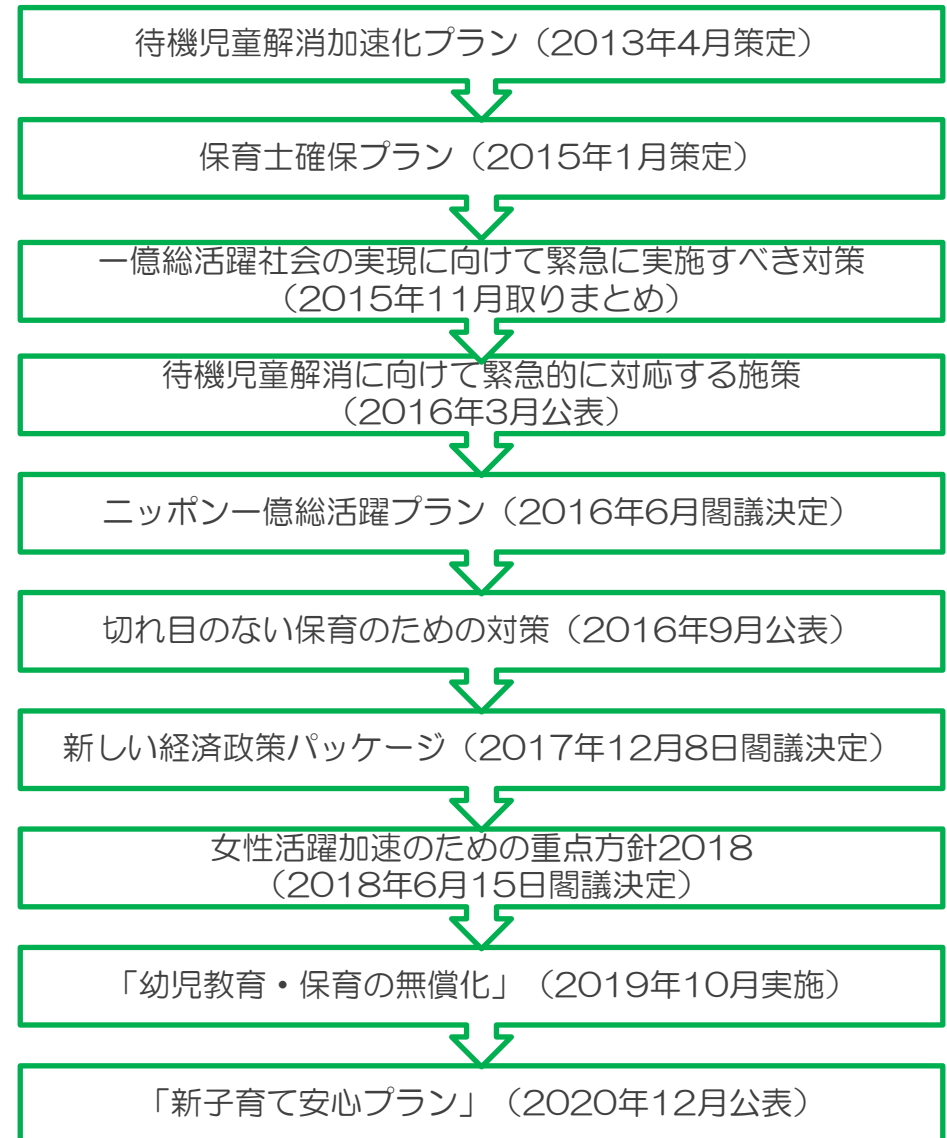 待機児童解消加速化プラン（2013年4月策定）
保育士確保プラン（2015年1月策定）
一億総活躍社会の実現に向けて緊急に実施すべき対策
（2015年11月取りまとめ）
待機児童解消に向けて緊急的に対応する施策
（2016年3月公表）
ニッポン一億総活躍プラン（2016年6月閣議決定）
切れ目のない保育のための対策（2016年9月公表）
新しい経済政策パッケージ（2017年12月8日閣議決定）
女性活躍加速のための重点方針2018
（2018年6月15日閣議決定）
「幼児教育・保育の無償化」（2019年10月実施）
「新子育て安心プラン」（2020年12月公表）